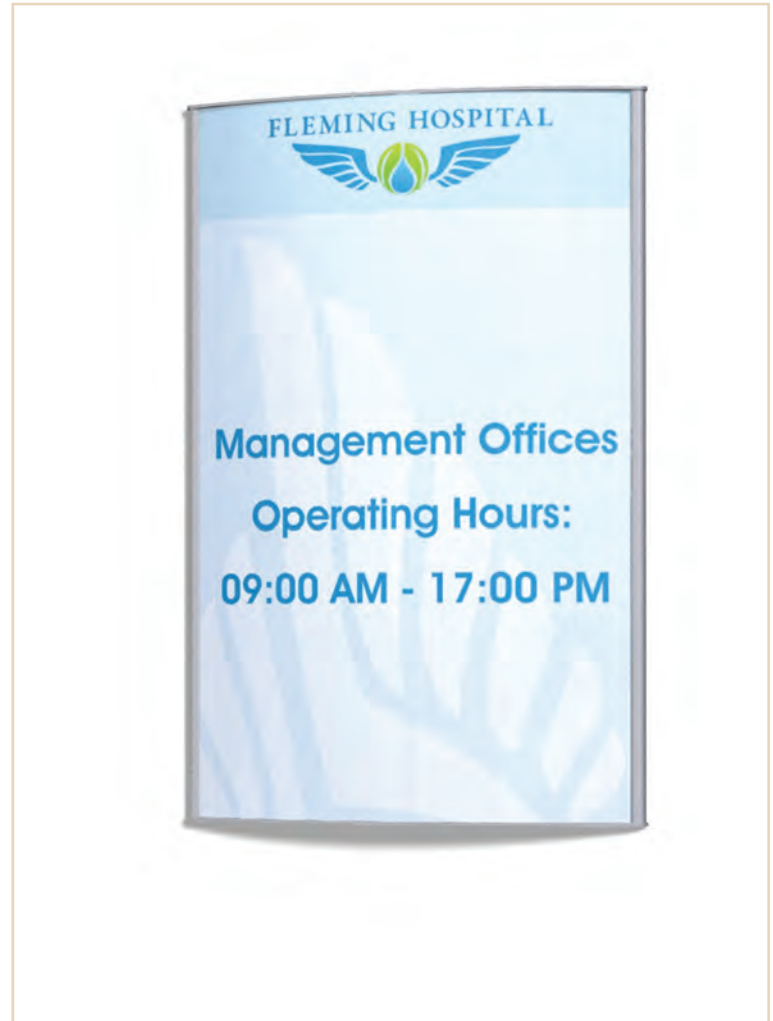 FLEMING HOSPITAL
Management Offices
Operating Hours:
09:00 AM - 17:00 PM